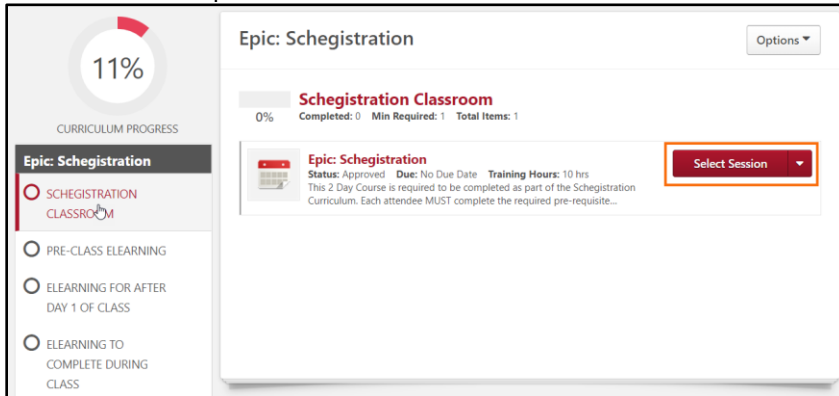 11%
CURRICULUM PROGRESS
Epic: Schegistration
SCHEGISTRATION
CLASSROOM
PRE-CLASS ELEARNING
ELEARNING FOR AFTER
DAY 1 OF CLASS
ELEARNING TO
COMPLETE DURING
CLASS
Epic: Schegistration
Options
0%
Schegistration Classroom
Completed: 0 Min Required: 1 Total Items: 1
Epic: Schegistration
Status: Approved Due: No Due Date Training Hours: 10 hrs
This 2 Day Course is required to be completed as part of the Schegistration
Curriculum. Each attendee MUST complete the required pre-requisite...
Select Session